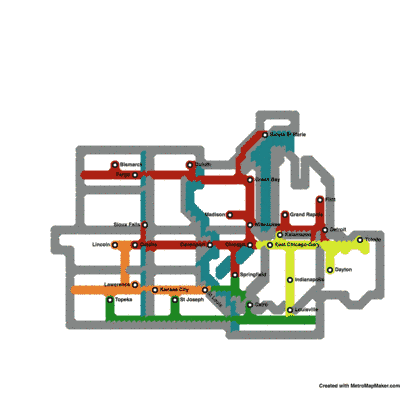 Sault St Marie
Bismarck
Duluth
Fargo
Green Bay
Flint
Madison
Grand Rapids
Sioux Falls
Milwaukee
Detroit
Kalamazoo
Toledo
Lincoln
Omaha
Davenport
Chicago
East Chicago-Gary
Dayton
Springfield
Indianapolis
Lawrence
Kansas City
St Louis
Topeka
St Joseph
Cairo
Louisville
Created with MetroMapMaker.com